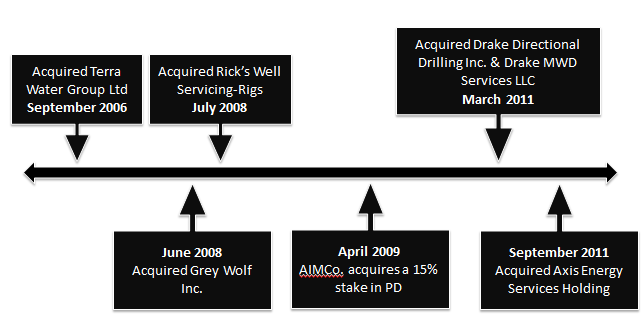 Acquired Terra
Water Group Ltd
September 2006
Acquired Rick's Well
Servicing-Rigs
July 2008
Acquired Drake Directional
Drilling Inc. & Drake MWD
Services LLC
March 2011
June 2008
Acquired Grey Wolf
Inc.
April 2009
AIMCo. acquires a 15%
stake in PD
September 2011
Acquired Axis Energy
Services Holding